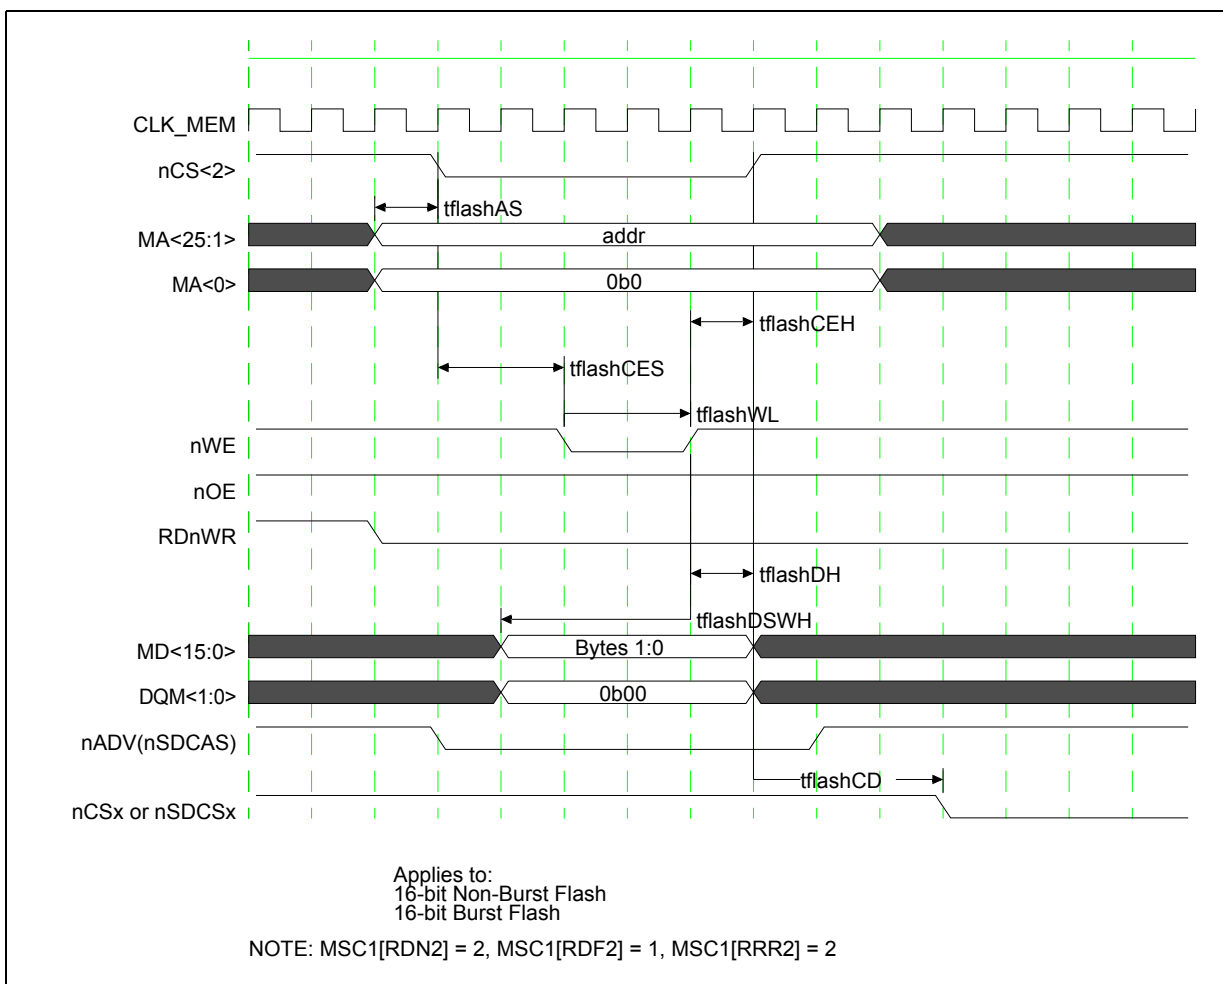 CLK_MEM
nCS<2>
tflashAS
MA<25:1>
addr
MA<0>
0b0
tflashCEH
tflashCES
tflashWL
nWE
nOE
RDnWR
tflashDH
tflashDSWH
MD<15:0>
Bytes 1:0
DQM<1:0>
0b00
nADV(nSDCAS)
tflashCD
nCSx or nSDCSx
Applies to:
16-bit Non-Burst Flash
16-bit Burst Flash
NOTE: MSC1[RDN2] = 2, MSC1[RDF2] = 1, MSC1[RRR2] = 2